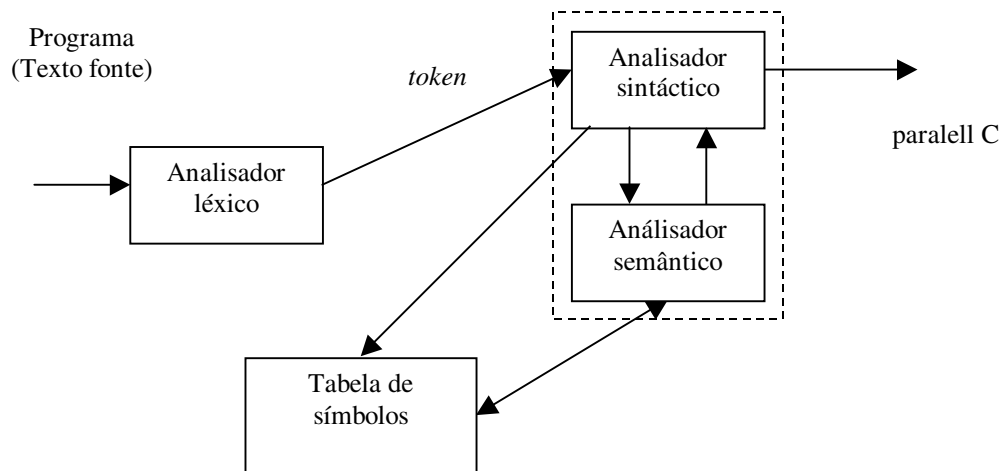 Programa
(Texto fonte)
token
Analisador
sintáctico
paralell C
Analisador
léxico
Análisador
semântico
Tabela de
símbolos